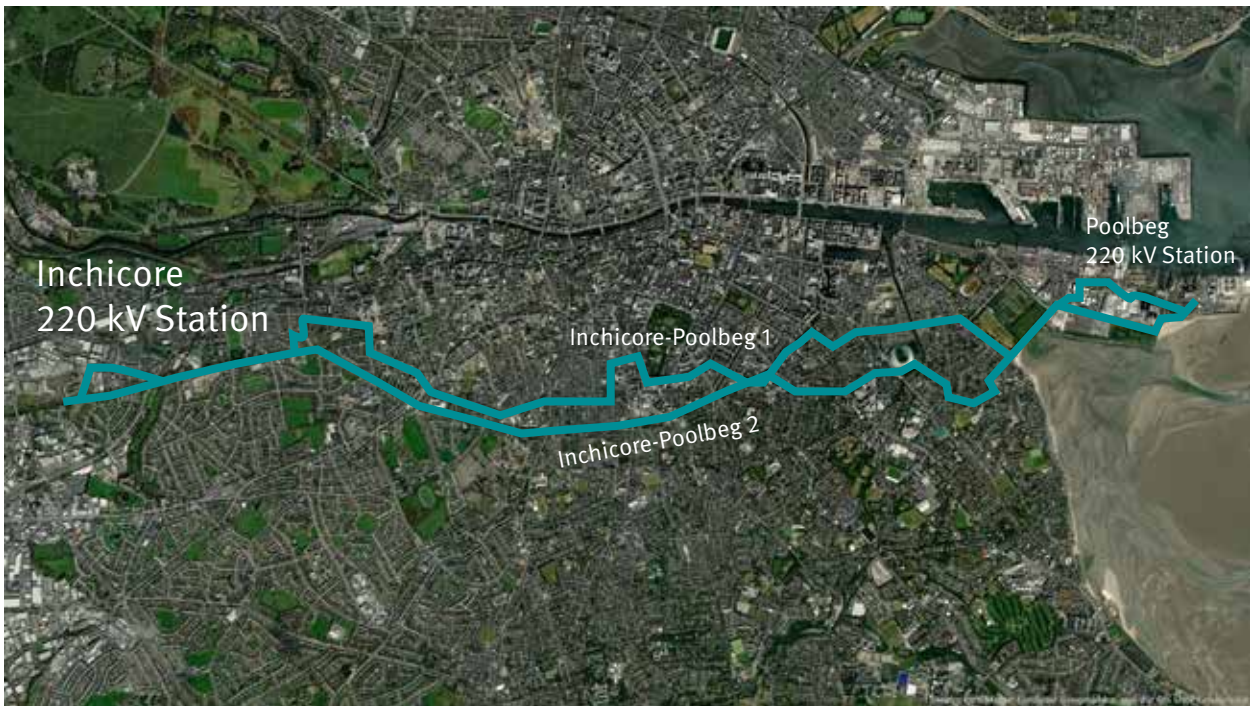 Inchicore
220 kV Station
Poolbeg
220 kV Station
Inchicore-Poolbeg 1
Inchicore-Poolbeg 2